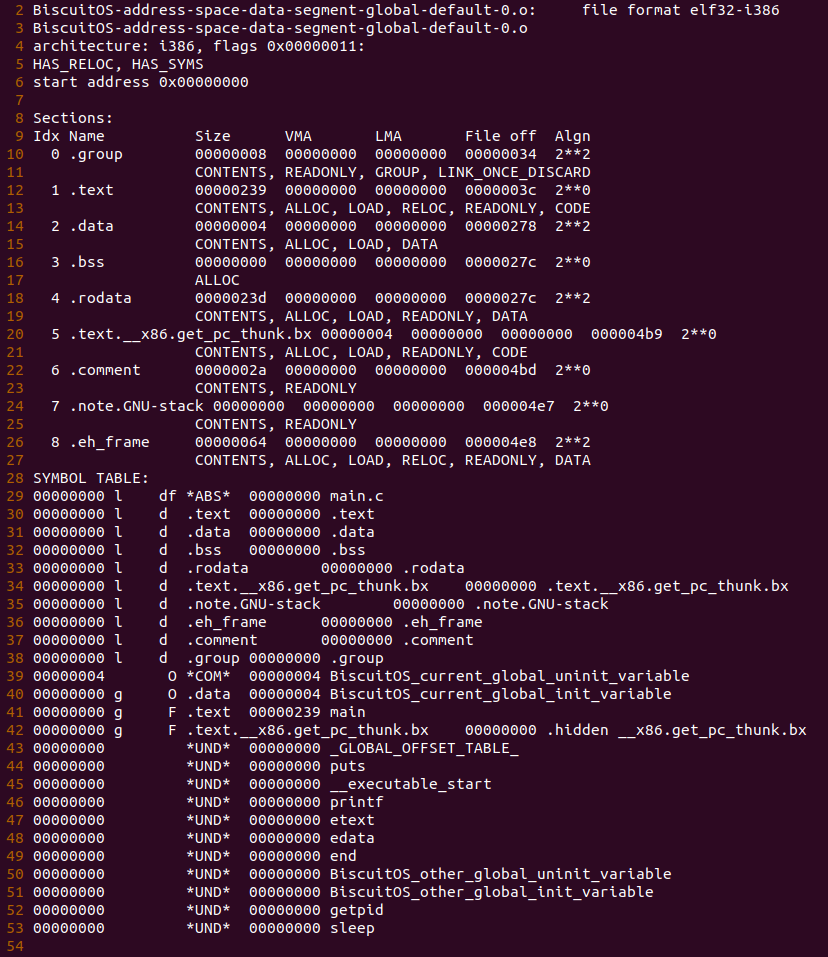 2 BiscuitOS-address-space-data-segment-global-default-0.o:     file format elf32-i386
3 BiscuitOS-address-space-data-segment-global-default-0.o
4 architecture: i386, flags 0x00000011:
5 HAS_RELOC, HAS_SYMS
6 start address 0x00000000
7
8 Sections:
9 Idx Name          Size      VMA       LMA       File off  Algn
10   0 .group        00000008  00000000  00000000  00000034  2**2
11                   CONTENTS, READONLY, GROUP, LINK_ONCE_DISCARD
12   1 .text         00000239  00000000  00000000  0000003c  2**0
13                   CONTENTS, ALLOC, LOAD, RELOC, READONLY, CODE
14   2 .data         00000004  00000000  00000000  00000278  2**2
15                   CONTENTS, ALLOC, LOAD, DATA
16   3 .bss          00000000  00000000  00000000  0000027c  2**0
17                   ALLOC
18   4 .rodata       0000023d  00000000  00000000  0000027c  2**2
19                   CONTENTS, ALLOC, LOAD, READONLY, DATA
20   5 .text.__x86.get_pc_thunk.bx 00000004  00000000  00000000  000004b9  2**0
21                   CONTENTS, ALLOC, LOAD, READONLY, CODE
22   6 .comment      0000002a  00000000  00000000  000004bd  2**0
23                   CONTENTS, READONLY
24   7 .note.GNU-stack 00000000  00000000  00000000  000004e7  2**0
25                   CONTENTS, READONLY
26   8 .eh_frame     00000064  00000000  00000000  000004e8  2**2
27                   CONTENTS, ALLOC, LOAD, RELOC, READONLY, DATA
28 SYMBOL TABLE:
29 00000000 l    df *ABS*  00000000 main.c
30 00000000 l    d  .text  00000000 .text
31 00000000 l    d  .data  00000000 .data
32 00000000 l    d  .bss   00000000 .bss
33 00000000 l    d  .rodata        00000000 .rodata
34 00000000 l    d  .text.__x86.get_pc_thunk.bx    00000000 .text.__x86.get_pc_thunk.bx
35 00000000 l    d  .note.GNU-stack        00000000 .note.GNU-stack
36 00000000 l    d  .eh_frame      00000000 .eh_frame
37 00000000 l    d  .comment       00000000 .comment
38 00000000 l    d  .group 00000000 .group
39 00000004       O *COM*  00000004 BiscuitOS_current_global_uninit_variable
40 00000000 g     O .data  00000004 BiscuitOS_current_global_init_variable
41 00000000 g     F .text  00000239 main
42 00000000 g     F .text.__x86.get_pc_thunk.bx    00000000 .hidden __x86.get_pc_thunk.bx
43 00000000         *UND*  00000000 _GLOBAL_OFFSET_TABLE_
44 00000000         *UND*  00000000 puts
45 00000000         *UND*  00000000 __executable_start
46 00000000         *UND*  00000000 printf
47 00000000         *UND*  00000000 etext
48 00000000         *UND*  00000000 edata
49 00000000         *UND*  00000000 end
50 00000000         *UND*  00000000 BiscuitOS_other_global_uninit_variable
51 00000000         *UND*  00000000 BiscuitOS_other_global_init_variable
52 00000000         *UND*  00000000 getpid
53 00000000         *UND*  00000000 sleep
54